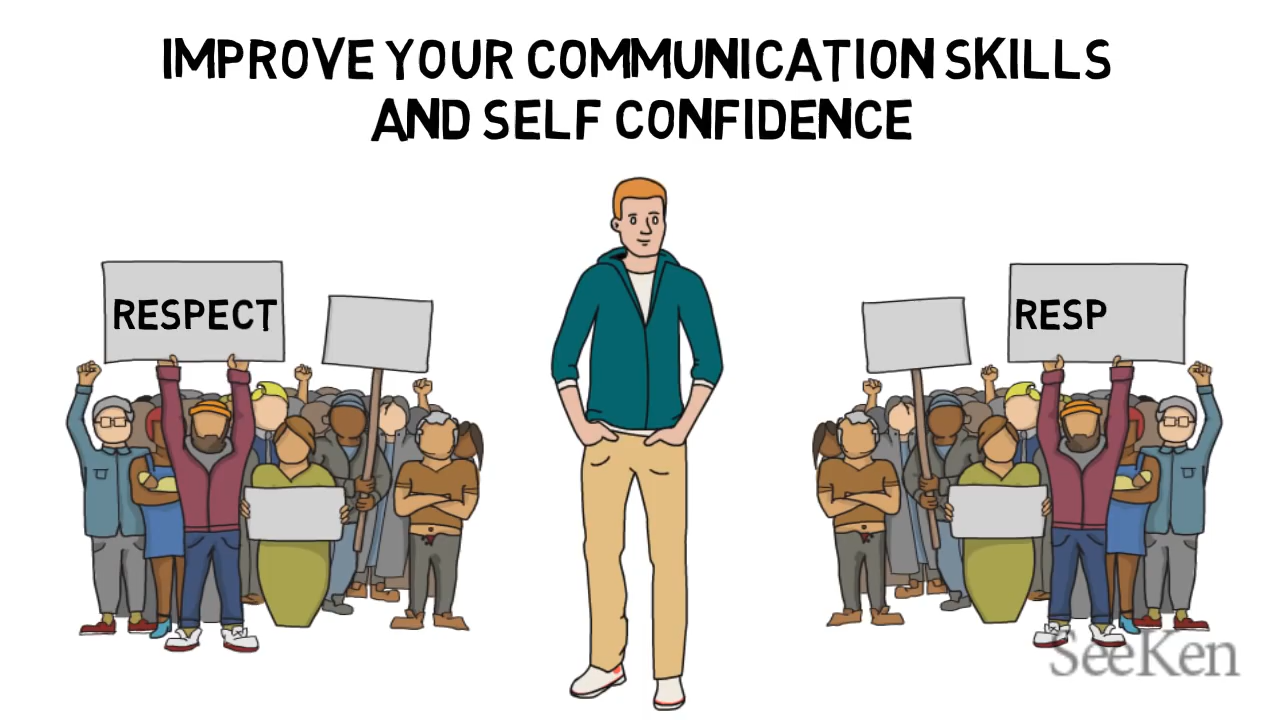 IMPROVE YOUR COMMUNICATION SKILLS
AND SELF CONFIDENCE
RESPECT
RESP
SeeKen